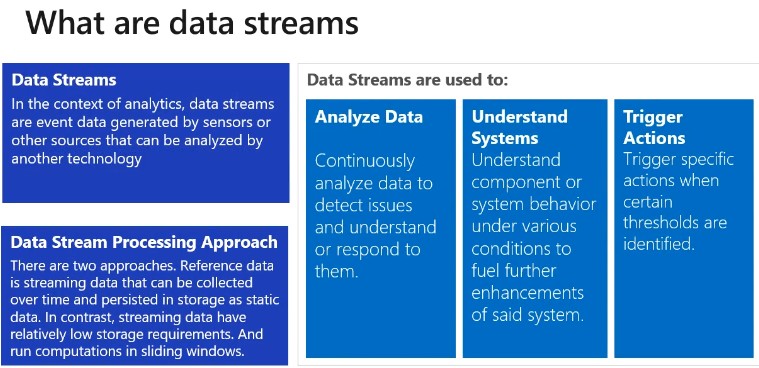 What are data streams
Data Streams
In the context of analytics, data streams
are event data generated by sensors or
other sources that can be analyzed by
another technology
Data Stream Processing Approach
There are two approaches. Reference data
is streaming data that can be collected
over time and persisted in storage as static
data. In contrast, streaming data have
relatively low storage requirements. And
run computations in sliding windows.
Data Streams are used to:
Analyze Data
Continuously
analyze data to
detect issues
and understand
or respond to
them.
Understand
Systems
Understand
component or
system behavior
under various
conditions to
fuel further
enhancements
of said system.
Trigger
Actions
Trigger specific
actions when
certain
thresholds are
identified.